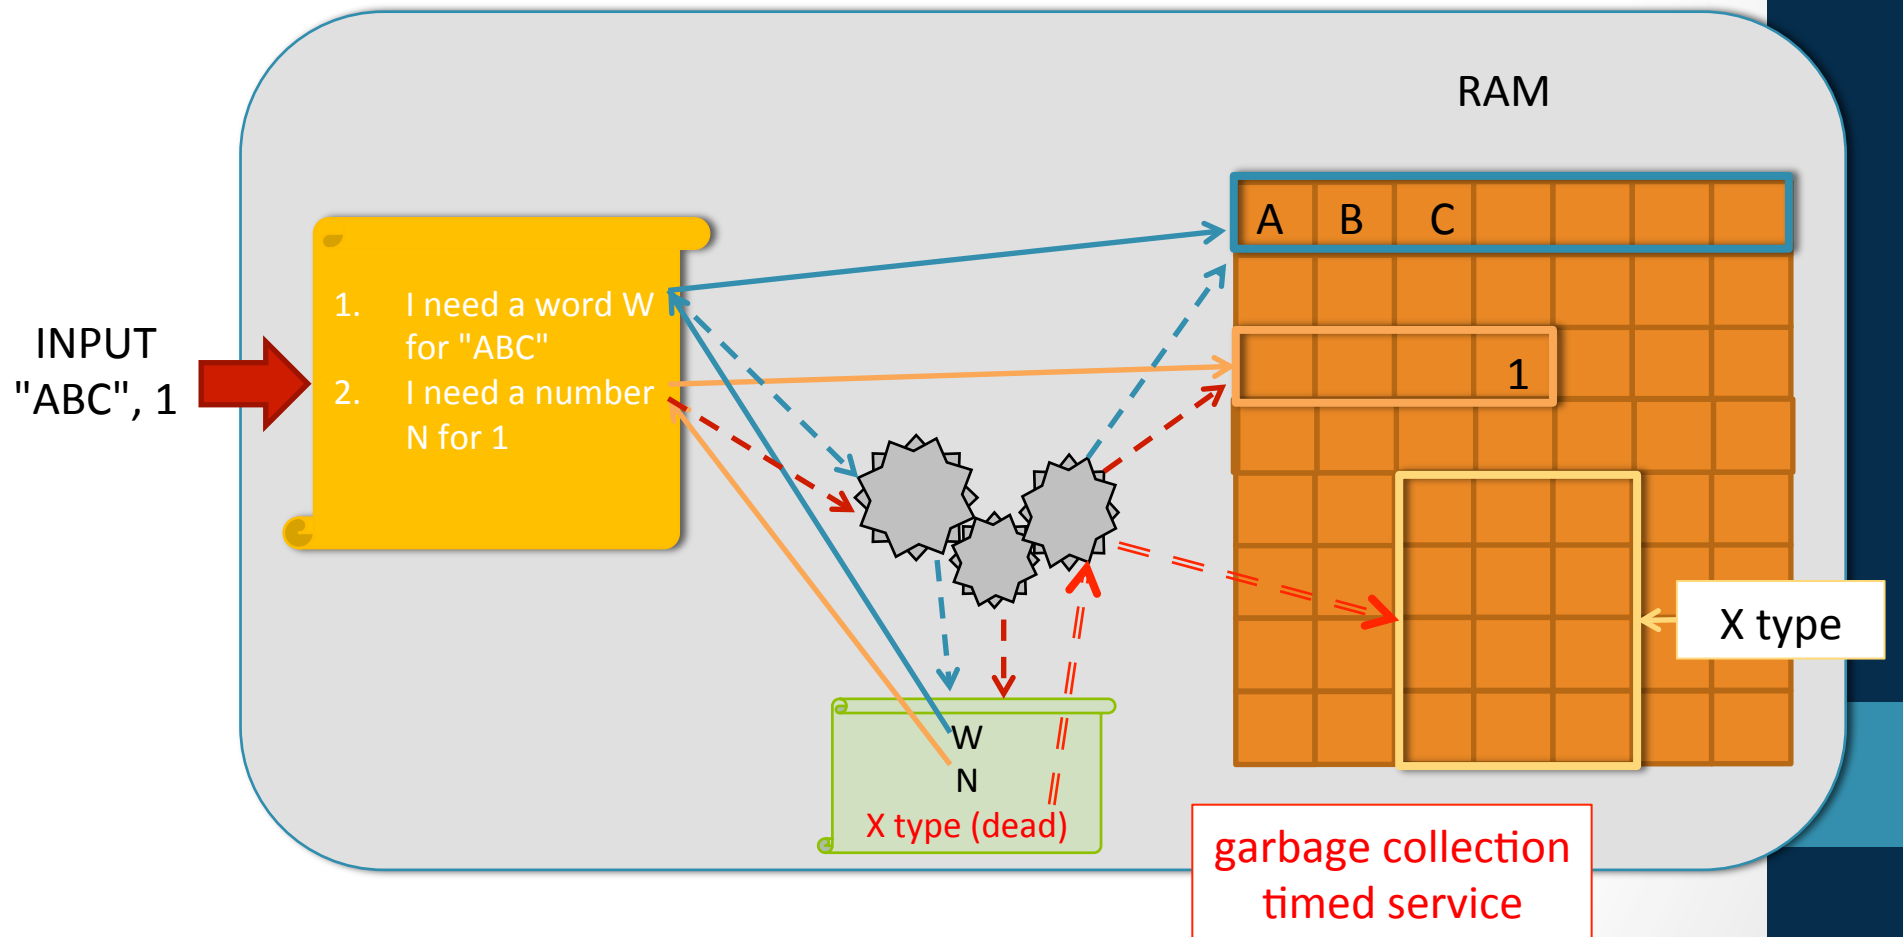 RAM
INPUT
"ABC", 1
1. I need a word W
for "ABC"
2. I need a number
N for 1
A B C
1
X type
W
N
X type (dead)
garbage collection
timed service